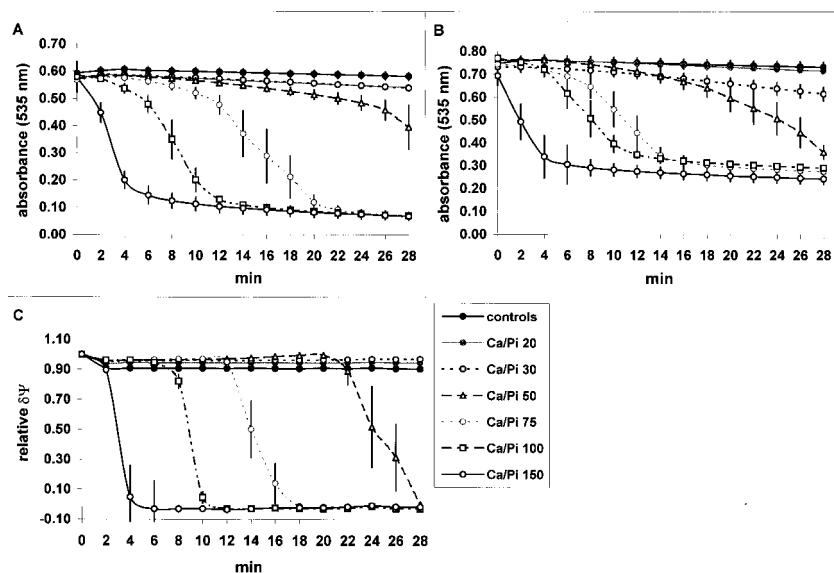 A
absorbance (535 nm)
0.70
0.60
0.50
0.40
0.30
0.20
0.10
0.00
0 2 4 6 8 10 12 14 16 18 20 22 24 26 28
min
B
absorbance (535 nm)
0.80
0.70
0.60
0.50
0.40
0.30
0.20
0.10
0.00
0 2 4 6 8 10 12 14 16 18 20 22 24 26 28
min
C
relative δΨ
1.10
0.90
0.70
0.50
0.30
0.10
-0.10
0 2 4 6 8 10 12 14 16 18 20 22 24 26 28
min
controls
Ca/Pi 20
Ca/Pi 30
Ca/Pi 50
Ca/Pi 75
Ca/Pi 100
Ca/Pi 150